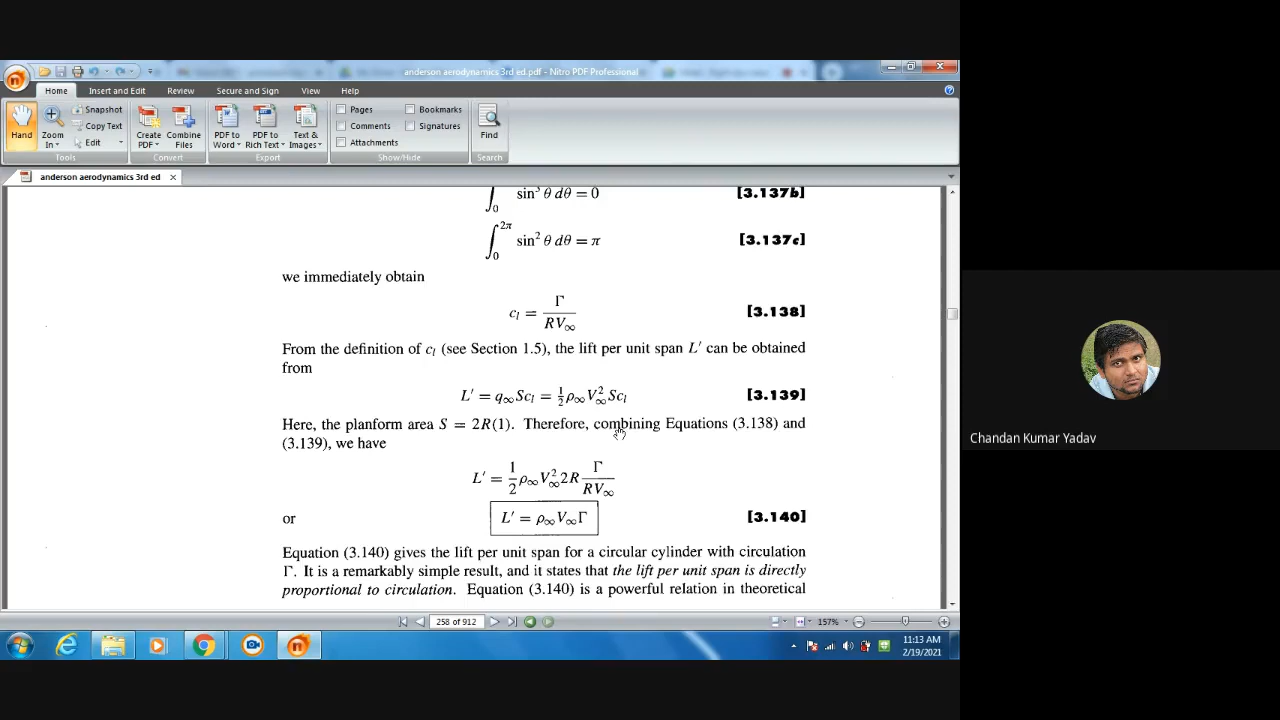 anderson aerodynamics 3rd ed.pdf - Nitro PDF Professional
Home Insert and Edit Review Secure and Sign View Help
Hand
Zoom In
Snapshot
Copy Text
Edit
Tools
Create PDF
Combine Files
Convert
PDF to Word
PDF to Rich Text
Text & Images
Export
Pages Bookmarks
Comments Signatures
Attachments
Show/Hide
Find
Search
anderson aerodynamics 3rd ed
∫₀ sin³ θ dθ = 0 [3.137b]
∫₀^2π sin² θ dθ = π [3.137c]
we immediately obtain
c_l = Γ / RV∞ [3.138]
From the definition of c_l (see Section 1.5), the lift per unit span L′ can be obtained
from
L′ = q∞Sc_l = ½ρ∞V∞²Sc_l [3.139]
Here, the planform area S = 2R(1). Therefore, combining Equations (3.138) and
(3.139), we have
L′ = 1/2 ρ∞V∞² 2R Γ / RV∞
or L′ = ρ∞V∞Γ [3.140]
Equation (3.140) gives the lift per unit span for a circular cylinder with circulation
Γ. It is a remarkably simple result, and it states that the lift per unit span is directly
proportional to circulation. Equation (3.140) is a powerful relation in theoretical
258 of 912
157%
11:13 AM
2/19/2021
Chandan Kumar Yadav